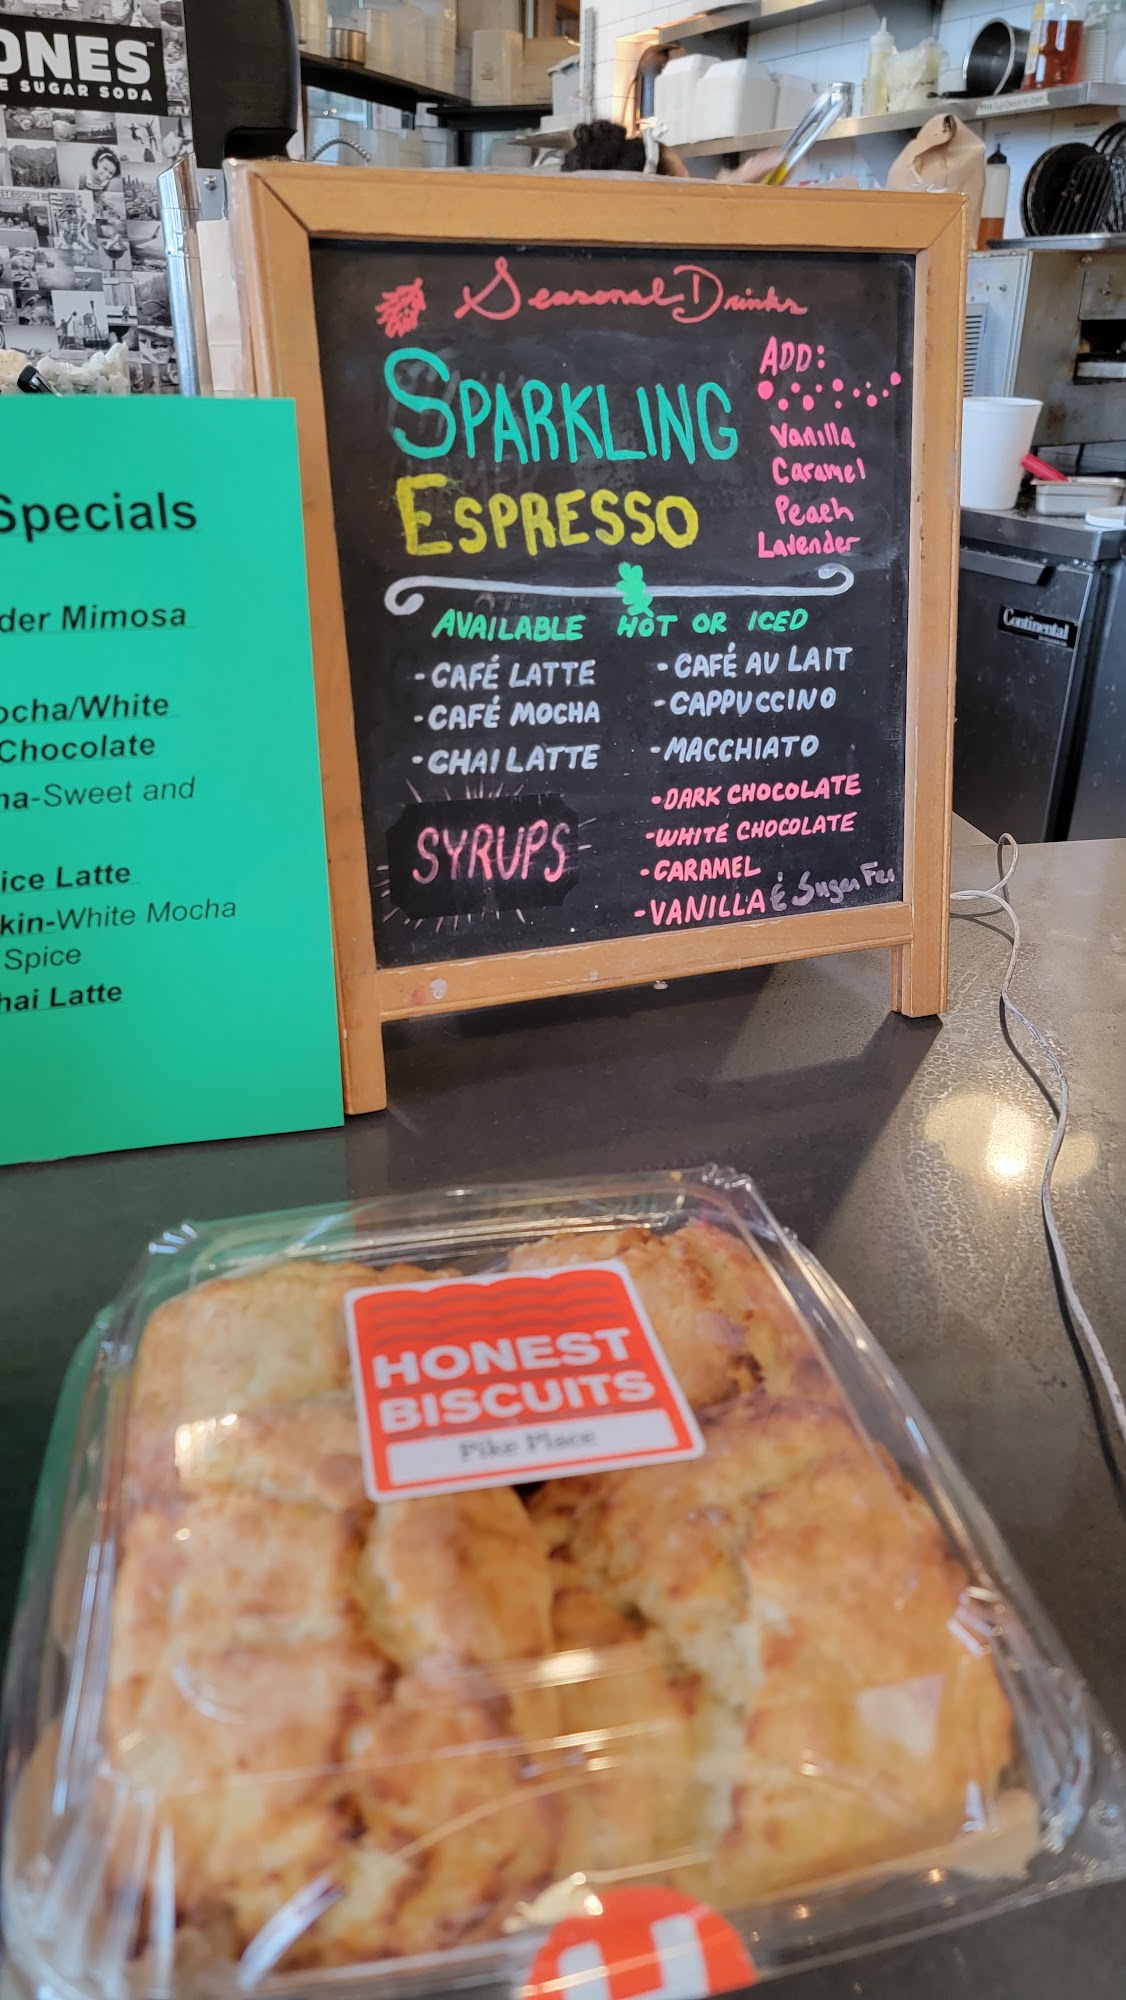 ONES
E SUGAR SODA
Specials
der Mimosa
ocha/White
Chocolate
na-Sweet and
ice Latte
kin-White Mocha
Spice
hai Latte
Seasonal Drinks
SPARKLING
ESPRESSO
ADD:
Vanilla
Caramel
Peach
Lavender
AVAILABLE HOT OR ICED
- CAFÉ LATTE
- CAFÉ MOCHA
- CHAI LATTE
- CAFÉ AU LAIT
- CAPPUCCINO
- MACCHIATO
SYRUPS
- DARK CHOCOLATE
- WHITE CHOCOLATE
- CARAMEL
- VANILLA & Sugar Free
Continental
HONEST
BISCUITS
Pike Place
H